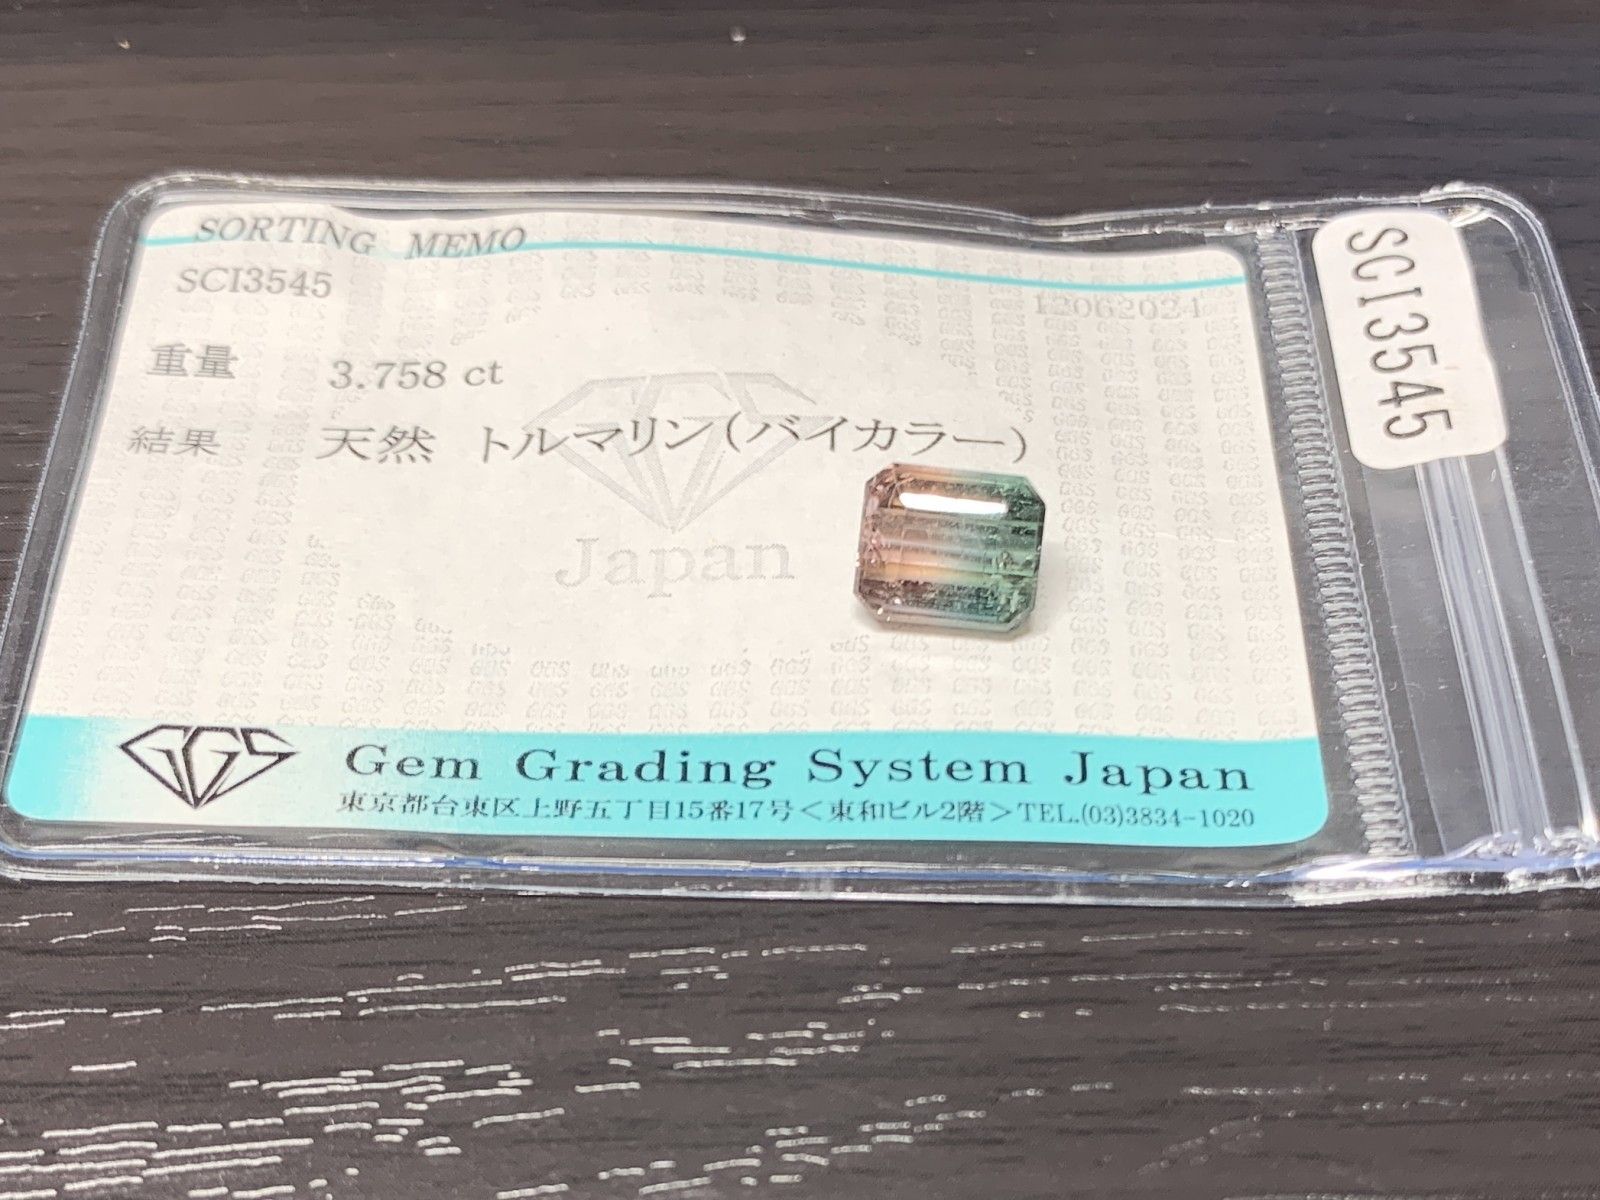 SORTING MEMO
SCI3545
12062024
重量 3.758 ct
結果 天然 トルマリン(バイカラー)
GGS
Japan
GGS
Gem Grading System Japan
東京都台東区上野五丁目15番17号<東和ビル2階>TEL.(03)3834-1020
SCI3545